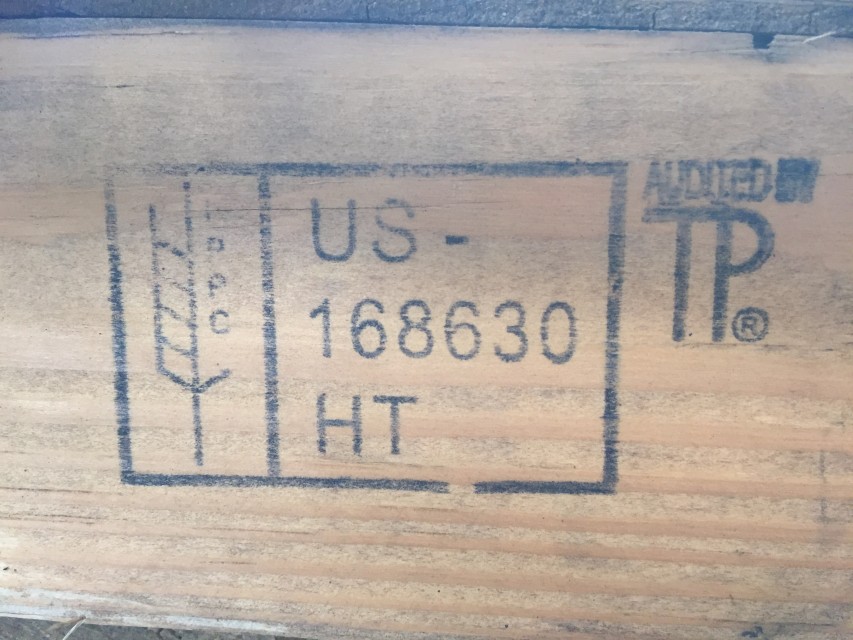 IPPC
US -
168630
HT
AUDITED BY
TP®